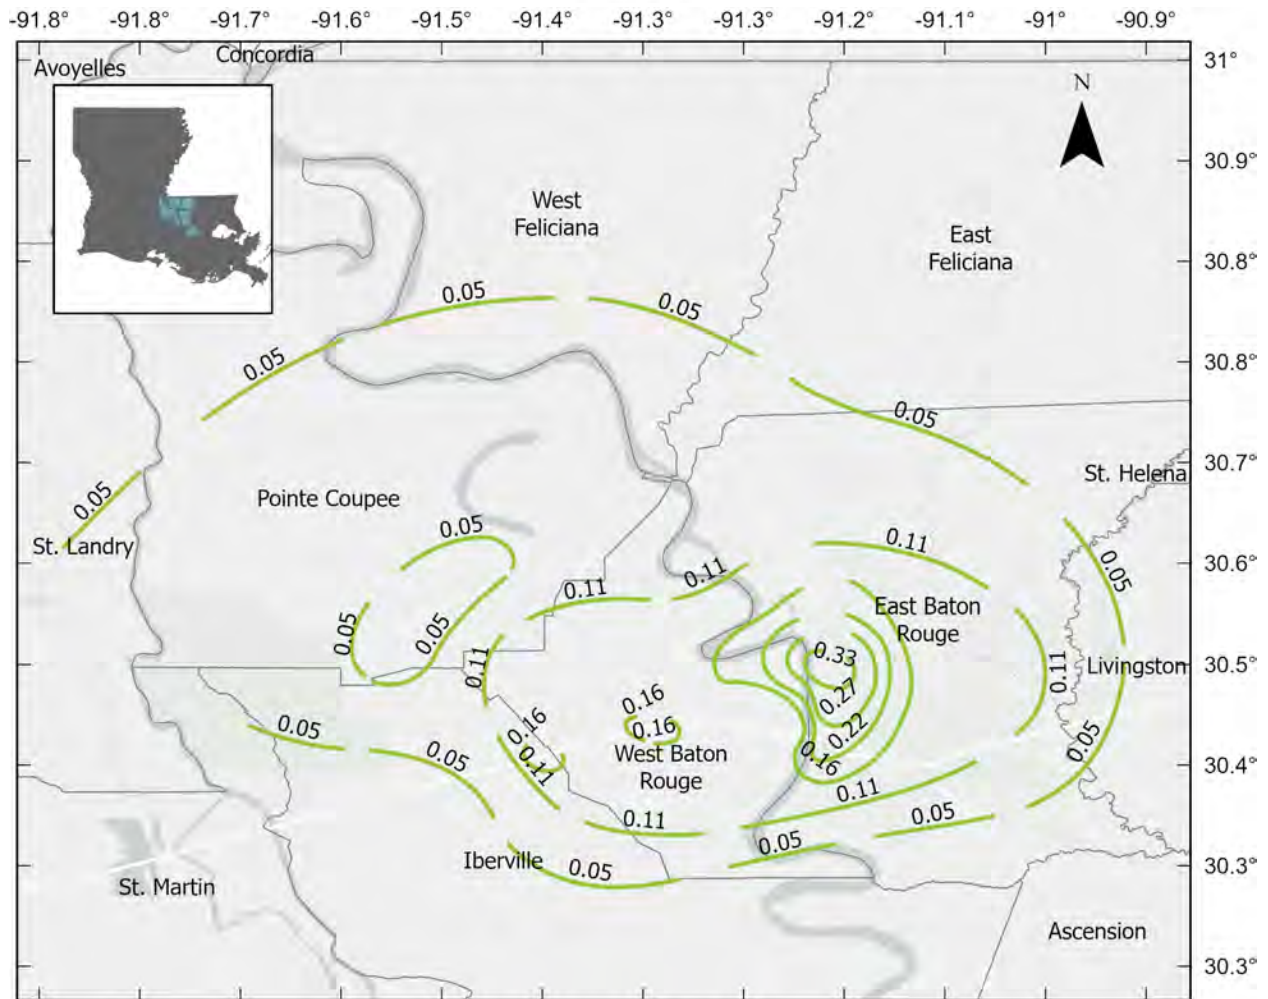 -91.8° -91.8° -91.7° -91.6° -91.5° -91.4° -91.3° -91.3° -91.2° -91.1° -91° -90.9°
Concordia
Avoyelles
31°
N
30.9°
West
Feliciana
East
Feliciana
30.8°
0.05
0.05
0.05
30.8°
0.05
30.7°
St. Helena
Pointe Coupee
0.05
0.05
St. Landry
0.11
30.6°
0.05
0.11
0.11
East Baton
Rouge
0.05
0.05
0.33
0.11
0.11
Livingston
30.5°
0.27
0.16
0.16
0.16
0.22
0.05
0.05
0.05
West Baton
Rouge
0.16
0.11
30.4°
0.11
0.11
0.05
0.05
Iberville
0.05
30.3°
St. Martin
Ascension
30.3°